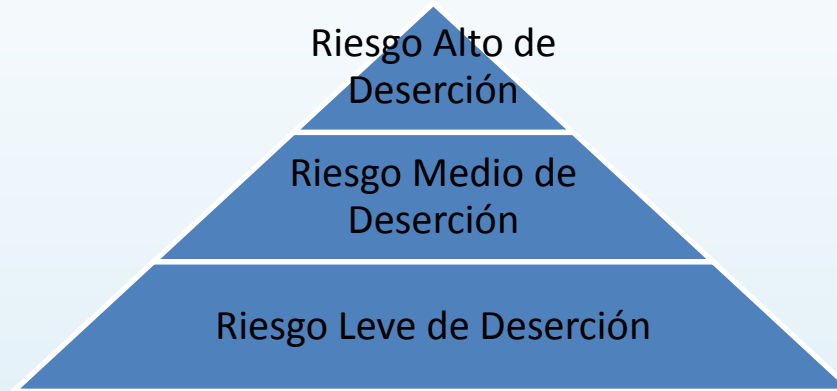 Riesgo Alto de
Deserción
Riesgo Medio de
Deserción
Riesgo Leve de Deserción